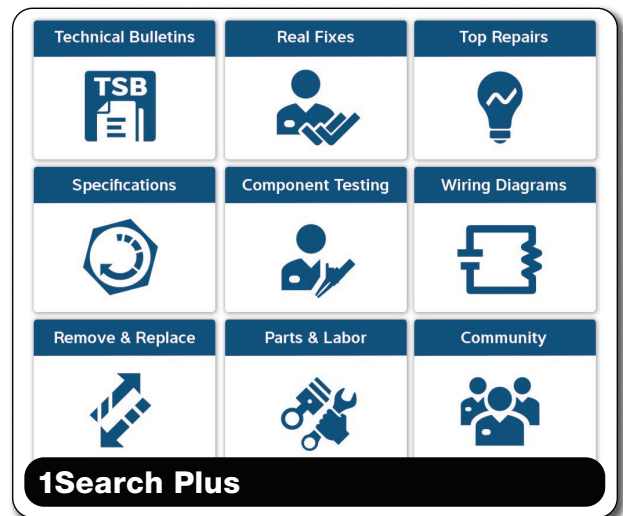 Technical Bulletins
Real Fixes
Top Repairs
TSB
Specifications
Component Testing
Wiring Diagrams
Remove & Replace
Parts & Labor
Community
1Search Plus